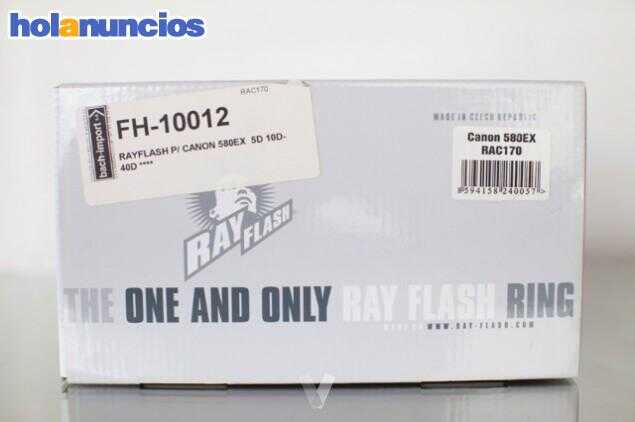 holanuncios
RAC170
bach-import
FH-10012
RAYFLASH P/ CANON 580EX 5D 10D-
40D ****
MADE IN CZECH REPUBLIC
Canon 580EX
RAC170
8594158240057
RAY
FLASH
THE ONE AND ONLY RAY FLASH RING
WWW.RAY-FLASH.COM